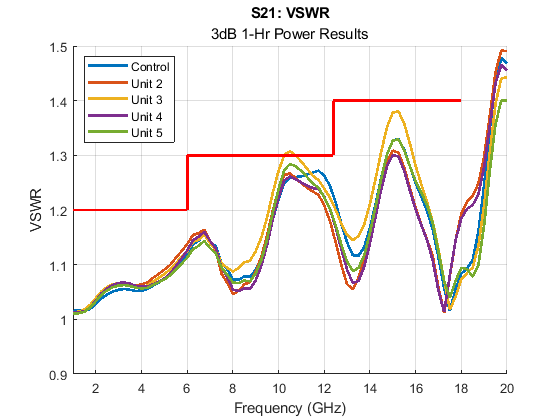 S21: VSWR
3dB 1-Hr Power Results
1.5
1.4
1.3
1.2
1.1
1
0.9
VSWR
Control
Unit 2
Unit 3
Unit 4
Unit 5
2 4 6 8 10 12 14 16 18 20
Frequency (GHz)